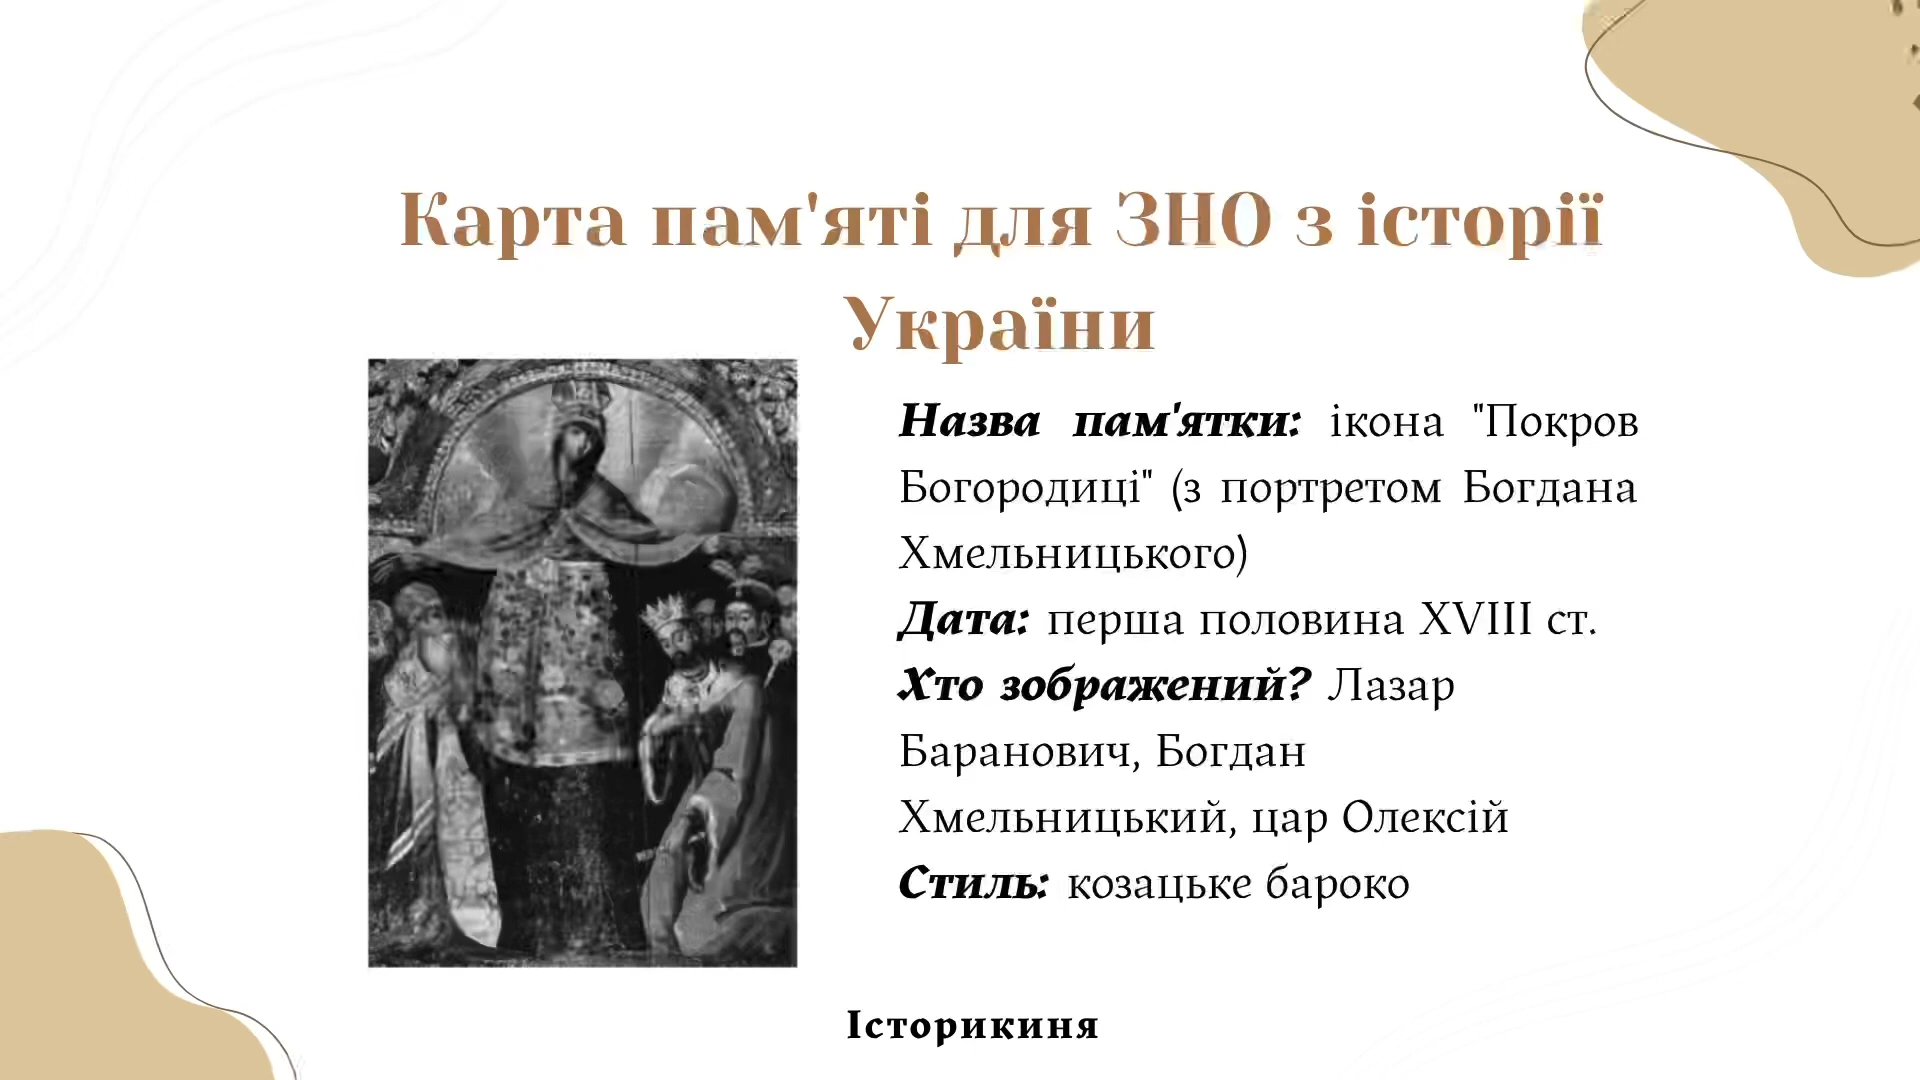 Карта пам'яті для ЗНО з історії
України
Назва пам'ятки: ікона "Покров
Богородиці" (з портретом Богдана
Хмельницького)
Дата: перша половина XVIII ст.
Хто зображений? Лазар
Баранович, Богдан
Хмельницький, цар Олексій
Стиль: козацьке бароко
Історикиня